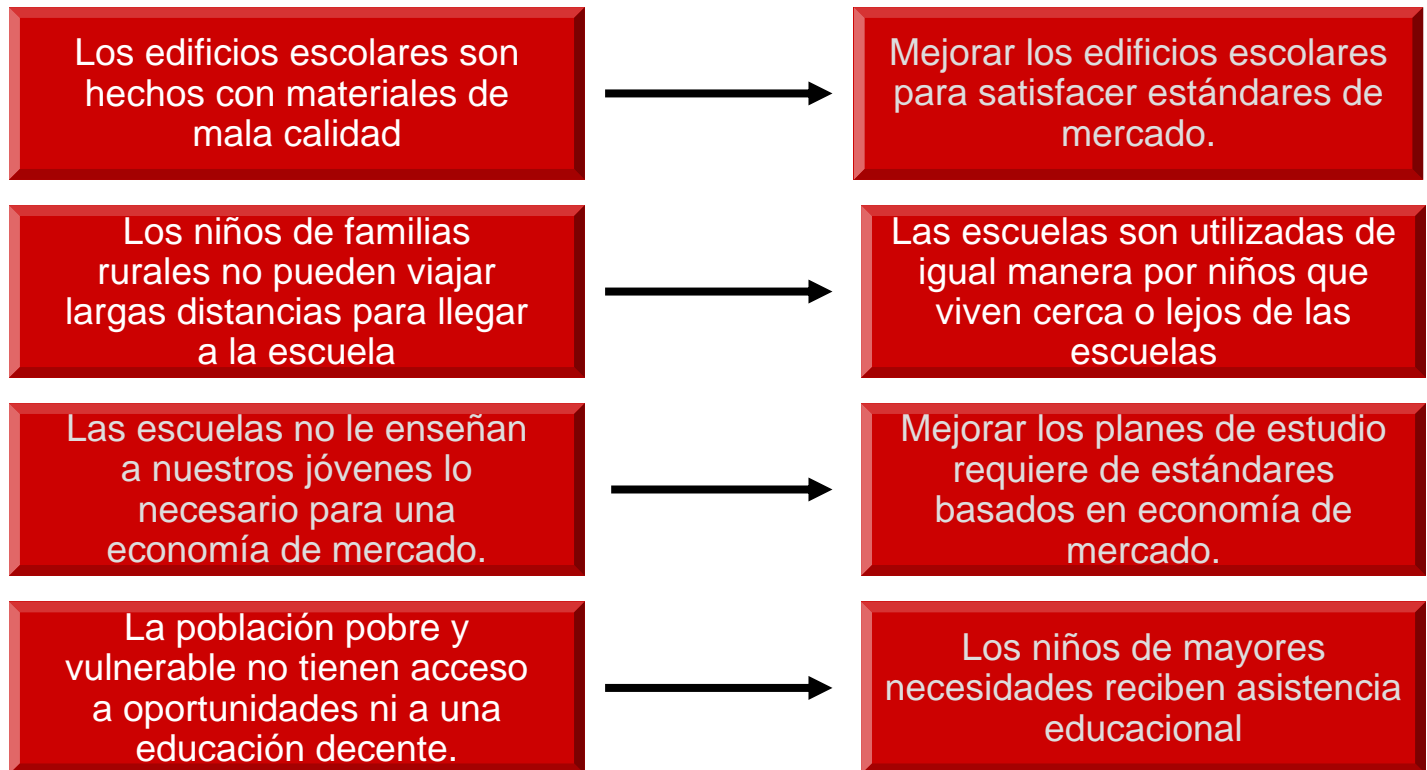 Los edificios escolares son
hechos con materiales de
mala calidad
Mejorar los edificios escolares
para satisfacer estándares de
mercado.
Los niños de familias
rurales no pueden viajar
largas distancias para llegar
a la escuela
Las escuelas son utilizadas de
igual manera por niños que
viven cerca o lejos de las
escuelas
Las escuelas no le enseñan
a nuestros jóvenes lo
necesario para una
economía de mercado.
Mejorar los planes de estudio
requiere de estándares
basados en economía de
mercado.
La población pobre y
vulnerable no tienen acceso
a oportunidades ni a una
educación decente.
Los niños de mayores
necesidades reciben asistencia
educacional